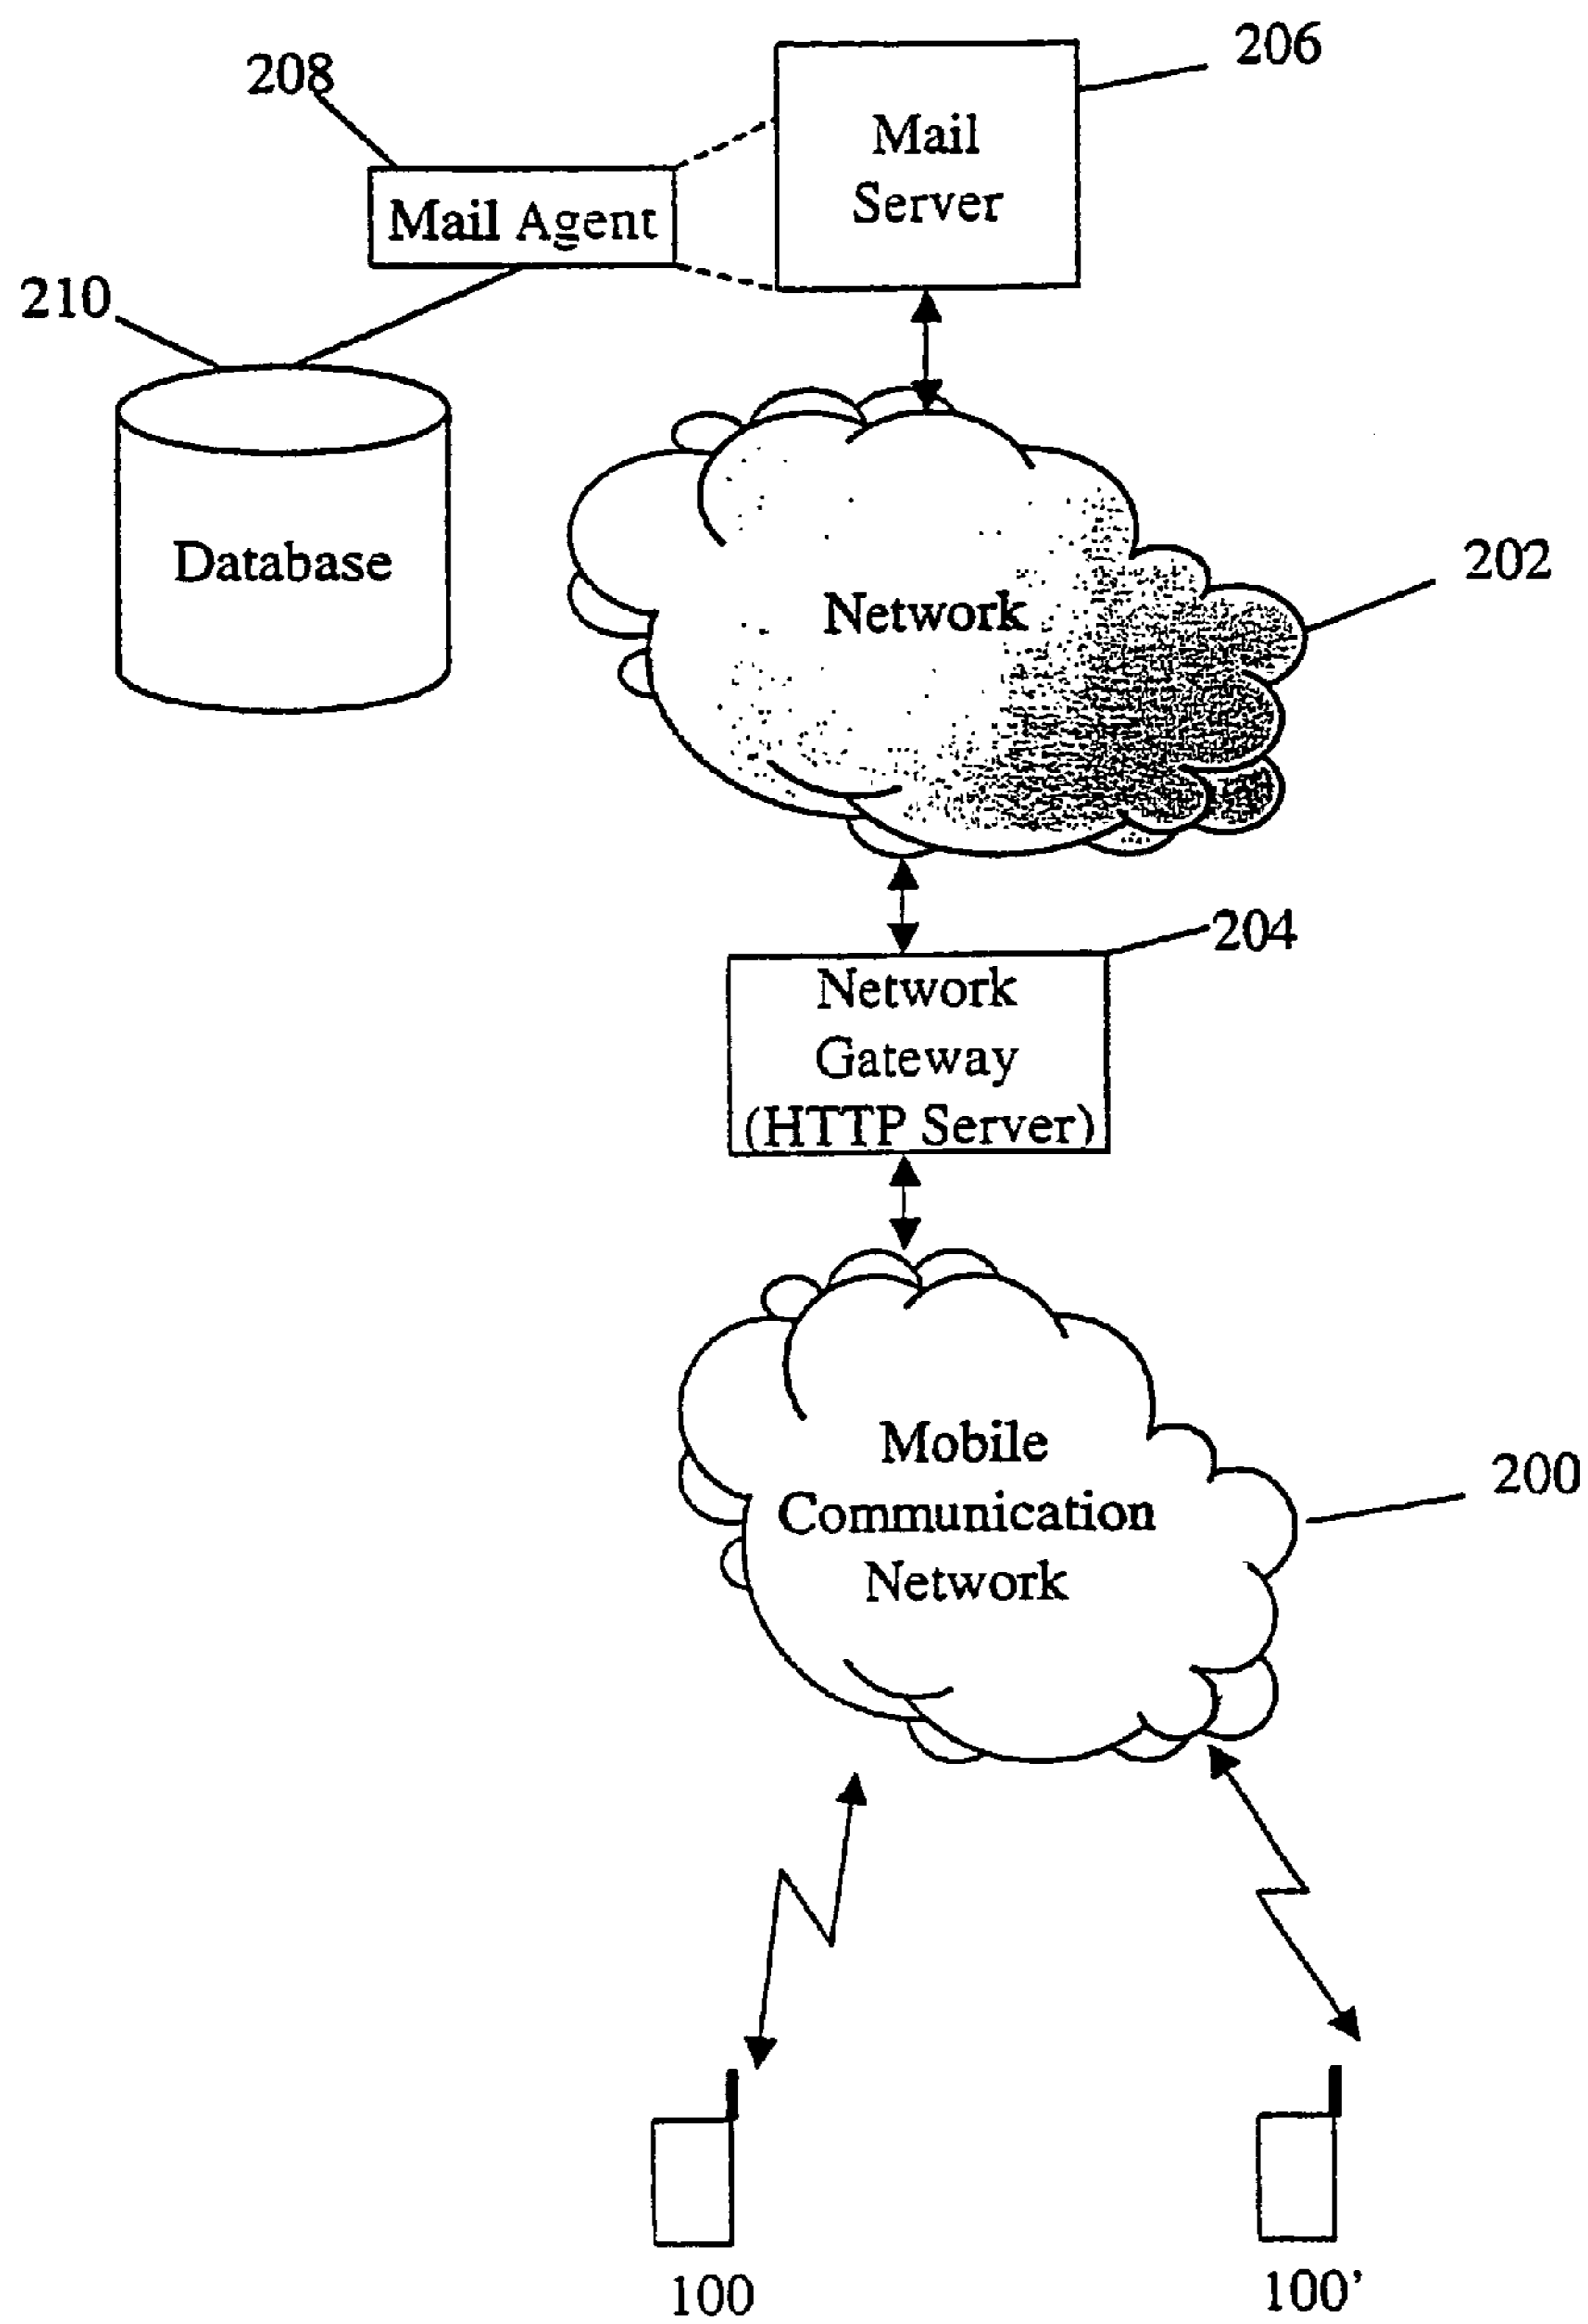 206
208
Mail
Server
Mail Agent
210
Database
202
Network
204
Network
Gateway
(HTTP Server)
Mobile
Communication
Network
200
100
100'